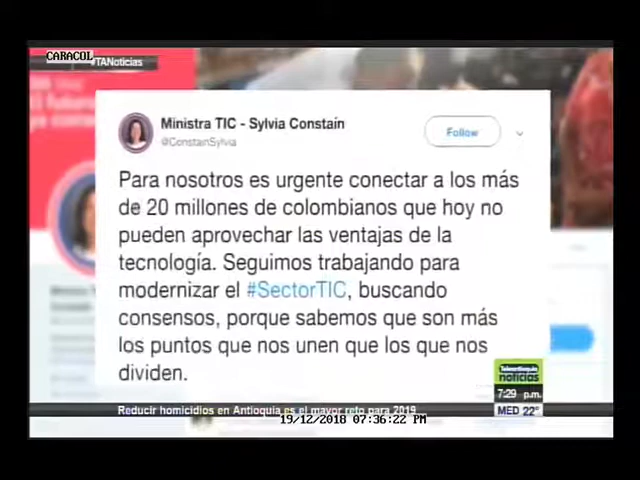 CARACOL
#TANoticias
Ministra TIC - Sylvia Constaín
@ConstainSylvia
Follow
Para nosotros es urgente conectar a los más
de 20 millones de colombianos que hoy no
pueden aprovechar las ventajas de la
tecnología. Seguimos trabajando para
modernizar el #SectorTIC, buscando
consensos, porque sabemos que son más
los puntos que nos unen que los que nos
dividen.
Teleantioquia
noticias
7:29 p.m.
MED 22°
Reducir homicidios en Antioquia es el mayor reto para 2019
19/12/2018 07:36:22 PM